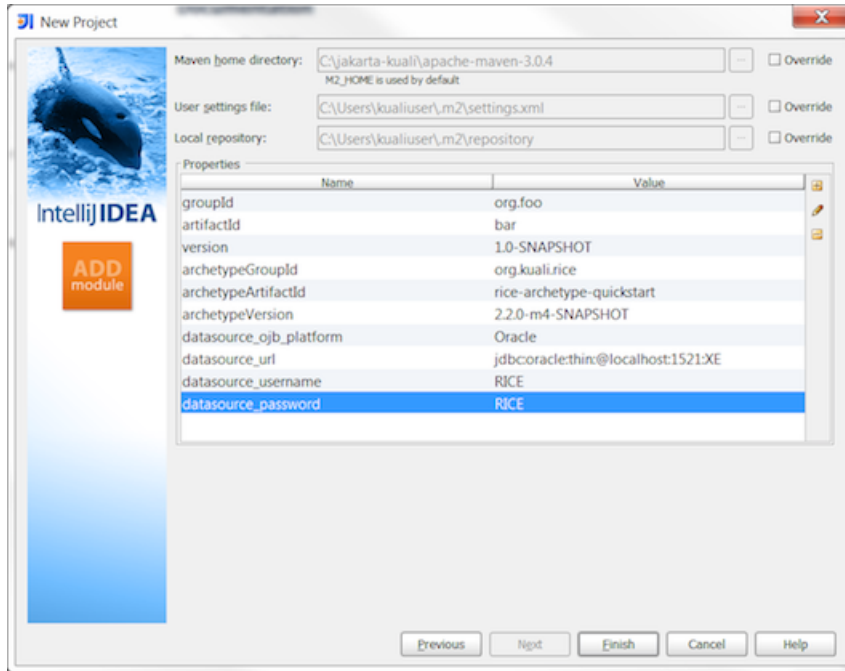 New Project
Maven home directory: C:\jakarta-kuali\apache-maven-3.0.4 ... Override
M2_HOME is used by default
User settings file: C:\Users\kualiuser\.m2\settings.xml ... Override
Local repository: C:\Users\kualiuser\.m2\repository ... Override
Properties
Name Value
groupId org.foo
artifactId bar
version 1.0-SNAPSHOT
archetypeGroupId org.kuali.rice
archetypeArtifactId rice-archetype-quickstart
archetypeVersion 2.2.0-m4-SNAPSHOT
datasource_ojb_platform Oracle
datasource_url jdbc:oracle:thin:@localhost:1521:XE
datasource_username RICE
datasource_password RICE
IntelliJ IDEA
ADD
module
Previous Next Finish Cancel Help